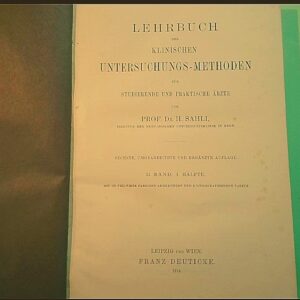 LEHRBUCH
DER
KLINISCHEN
UNTERSUCHUNGS-METHODEN
FÜR
STUDIERENDE UND PRAKTISCHE ÄRZTE
VON
PROF. DR. H. SAHLI,
SECHSTE, UMGEARBEITETE UND ERGÄNZTE AUFLAGE.
II. BAND, 1. HÄLFTE.
LEIPZIG UND WIEN.
FRANZ DEUTICKE.